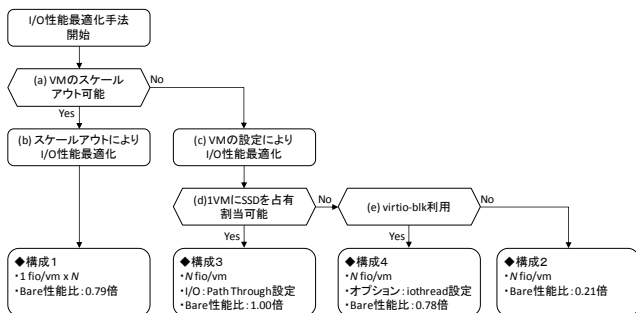 I/O性能最適化手法
開始
(a) VMのスケール
アウト可能
No
Yes
(b) スケールアウトにより
I/O性能最適化
(c) VMの設定により
I/O性能最適化
(d)1VMにSSDを占有
割当可能
No
(e) virtio-blk利用
No
Yes
Yes
◆構成1
・1 fio/vm x N
・Bare性能比:0.79倍
◆構成3
・N fio/vm
・I/O:Path Through設定
・Bare性能比:1.00倍
◆構成4
・N fio/vm
・オプション:iothread設定
・Bare性能比:0.78倍
◆構成2
・N fio/vm
・Bare性能比:0.21倍